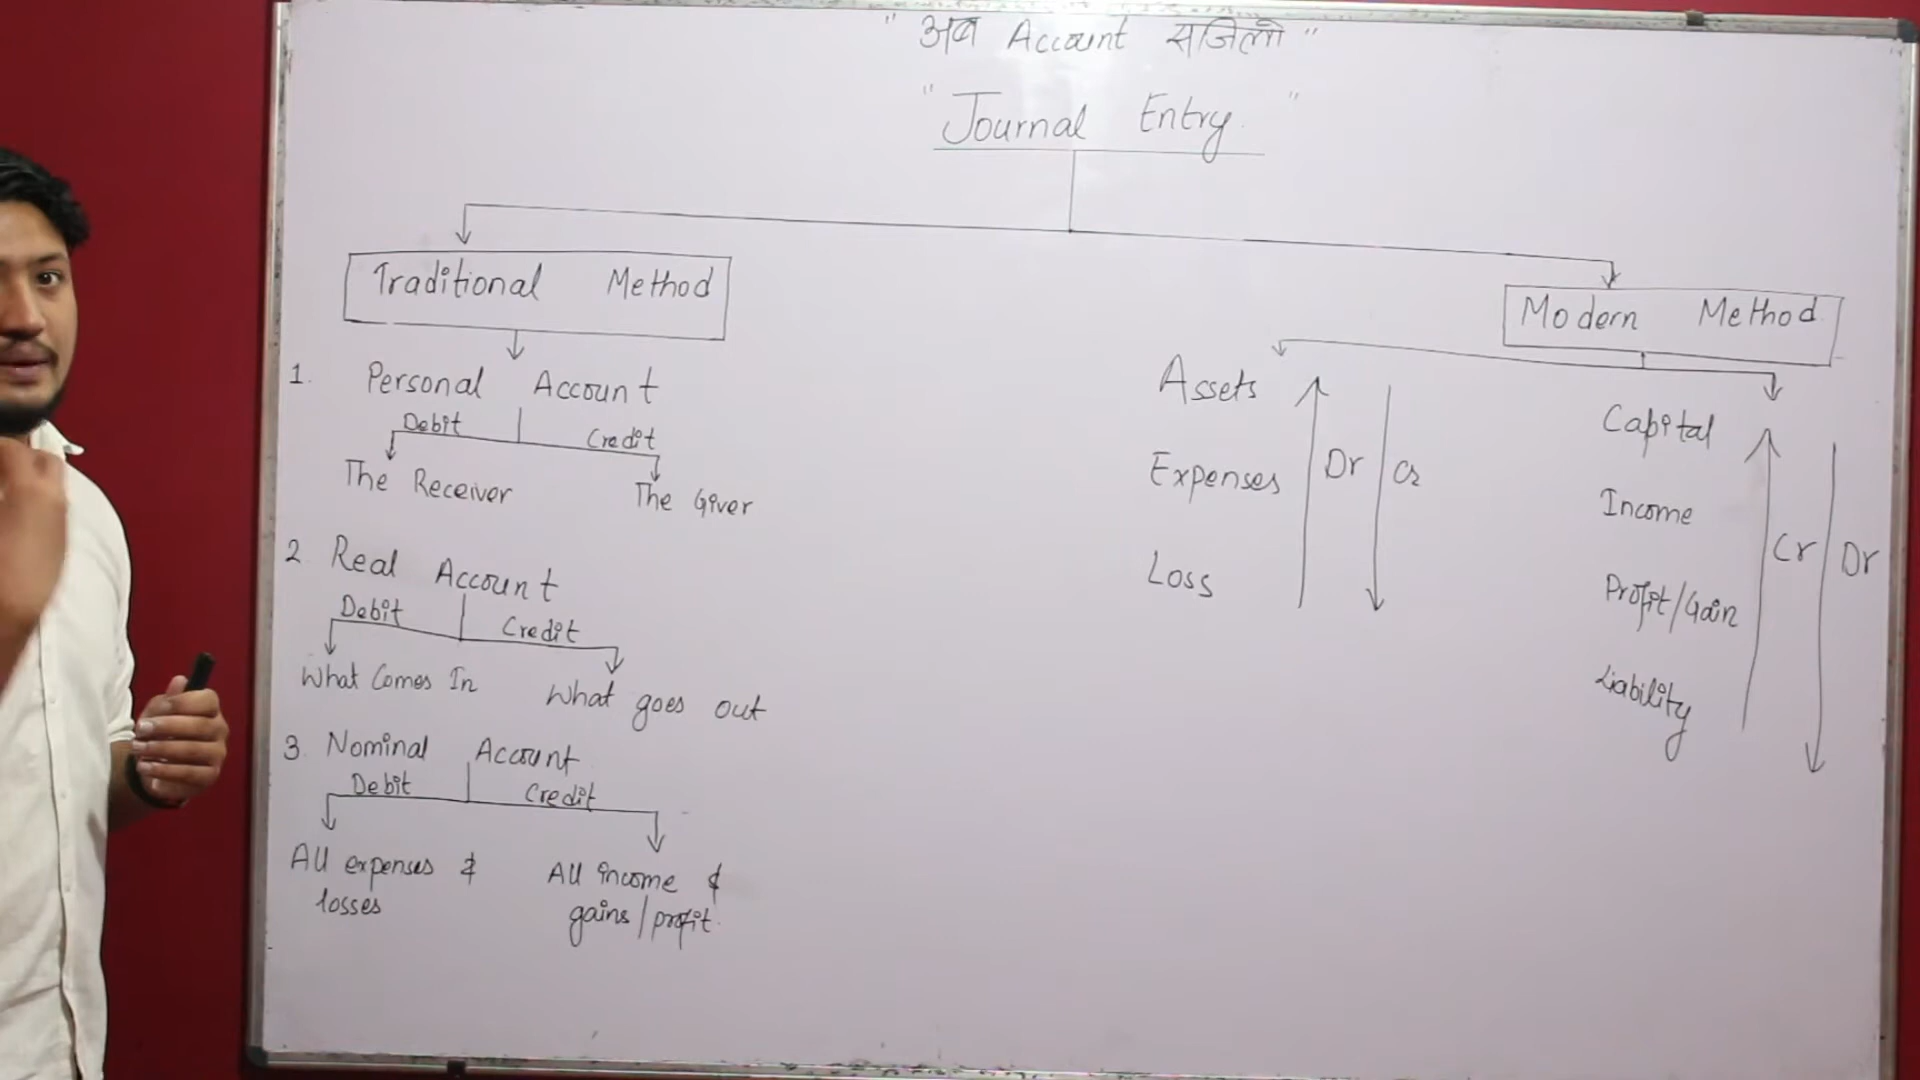 " अब Account सजिलो "
" Journal Entry. "
Traditional Method
1. Personal Account
Debit Credit
The Receiver The Giver
2. Real Account
Debit Credit
What Comes In What goes out
3. Nominal Account
Debit Credit
All expenses & losses
All income & gains/profit.
Modern Method
Assets
Expenses
Loss
Dr Cr
Capital
Income
Profit/Gain
Liability
Cr Dr